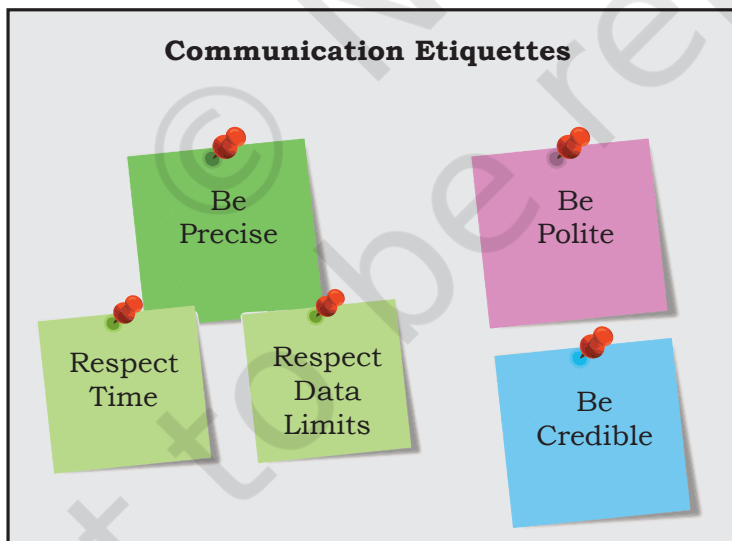 Communication Etiquettes
Be
Precise
Respect
Time
Respect
Data
Limits
Be
Polite
Be
Credible